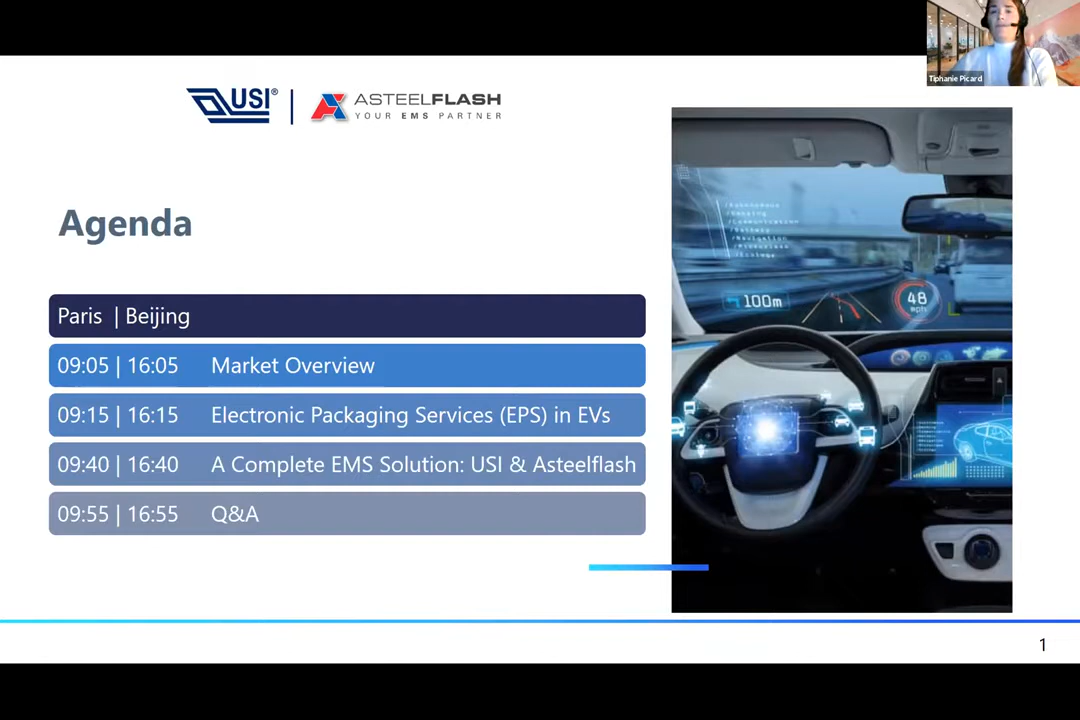 Tiphanie Picard
USI®
ASTEELFLASH
YOUR EMS PARTNER
Agenda
Paris | Beijing
09:05 | 16:05 Market Overview
09:15 | 16:15 Electronic Packaging Services (EPS) in EVs
09:40 | 16:40 A Complete EMS Solution: USI & Asteelflash
09:55 | 16:55 Q&A
100m
48
mph
1